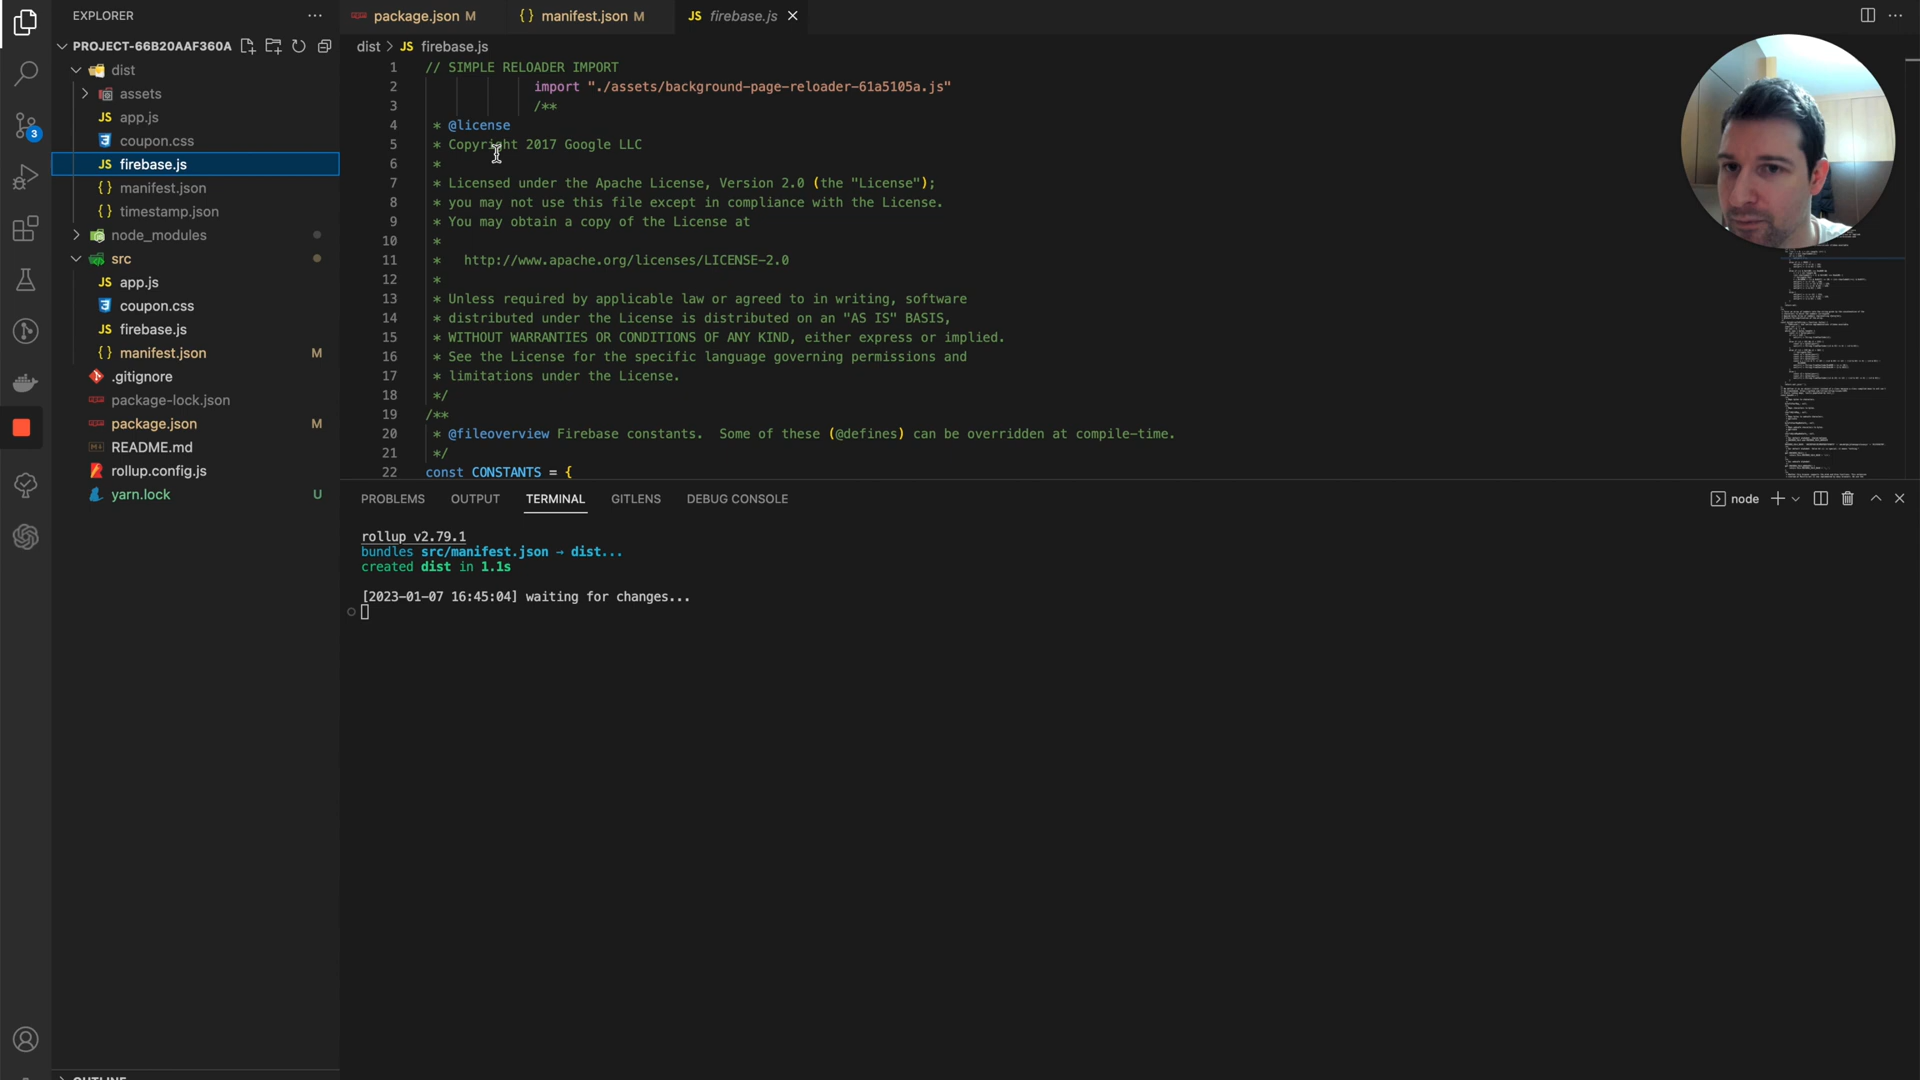 EXPLORER
PROJECT-66B20AAF360A
dist
assets
JS app.js
coupon.css
JS firebase.js
{} manifest.json
{} timestamp.json
node_modules
src
JS app.js
coupon.css
JS firebase.js
{} manifest.json M
.gitignore
package-lock.json
package.json M
README.md
rollup.config.js
yarn.lock U
3
package.json M
{} manifest.json M
JS firebase.js
dist > JS firebase.js
1 // SIMPLE RELOADER IMPORT
2 import "./assets/background-page-reloader-61a5105a.js"
3 /**
4 * @license
5 * Copyright 2017 Google LLC
6 *
7 * Licensed under the Apache License, Version 2.0 (the "License");
8 * you may not use this file except in compliance with the License.
9 * You may obtain a copy of the License at
10 *
11 * http://www.apache.org/licenses/LICENSE-2.0
12 *
13 * Unless required by applicable law or agreed to in writing, software
14 * distributed under the License is distributed on an "AS IS" BASIS,
15 * WITHOUT WARRANTIES OR CONDITIONS OF ANY KIND, either express or implied.
16 * See the License for the specific language governing permissions and
17 * limitations under the License.
18 */
19 /**
20 * @fileoverview Firebase constants.  Some of these (@defines) can be overridden at compile-time.
21 */
22 const CONSTANTS = {
PROBLEMS OUTPUT TERMINAL GITLENS DEBUG CONSOLE
node
rollup v2.79.1
bundles src/manifest.json → dist...
created dist in 1.1s
[2023-01-07 16:45:04] waiting for changes...
OUTLINE